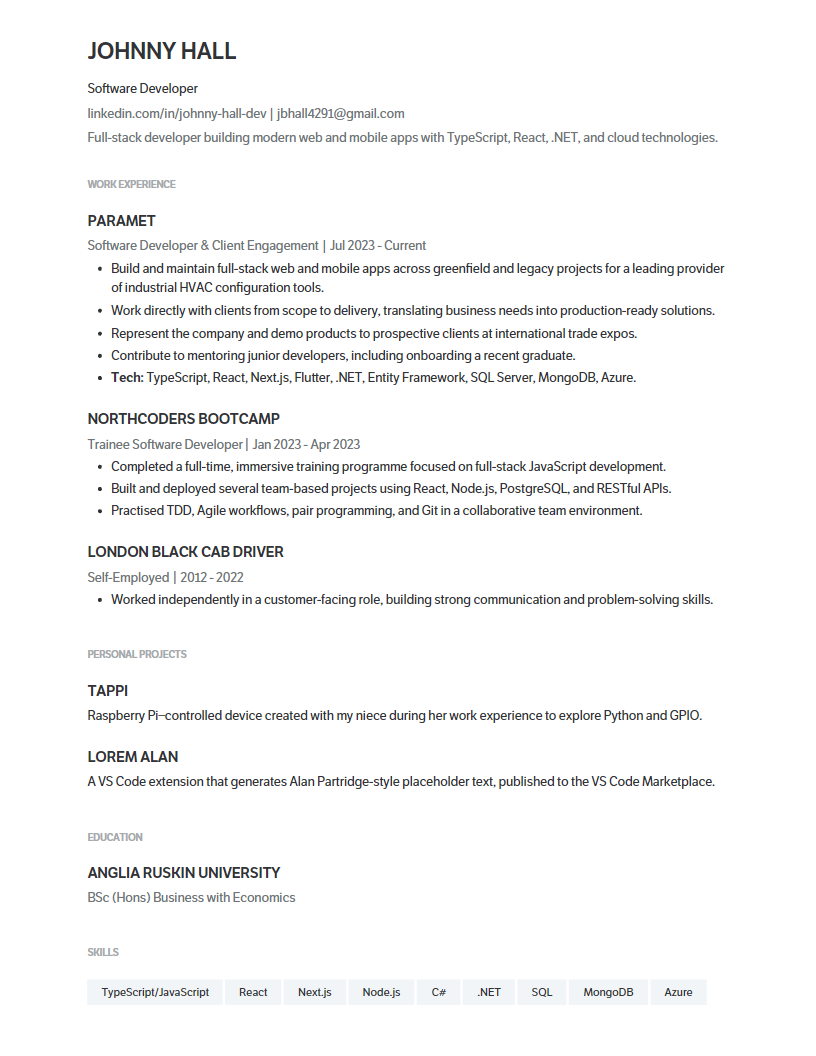 JOHNNY HALL
Software Developer
linkedin.com/in/johnny-hall-dev | jbhall4291@gmail.com
Full-stack developer building modern web and mobile apps with TypeScript, React, .NET, and cloud technologies.
WORK EXPERIENCE
PARAMET
Software Developer & Client Engagement | Jul 2023 - Current
• Build and maintain full-stack web and mobile apps across greenfield and legacy projects for a leading provider
of industrial HVAC configuration tools.
• Work directly with clients from scope to delivery, translating business needs into production-ready solutions.
• Represent the company and demo products to prospective clients at international trade expos.
• Contribute to mentoring junior developers, including onboarding a recent graduate.
• Tech: TypeScript, React, Next.js, Flutter, .NET, Entity Framework, SQL Server, MongoDB, Azure.
NORTHCODERS BOOTCAMP
Trainee Software Developer | Jan 2023 - Apr 2023
• Completed a full-time, immersive training programme focused on full-stack JavaScript development.
• Built and deployed several team-based projects using React, Node.js, PostgreSQL, and RESTful APIs.
• Practised TDD, Agile workflows, pair programming, and Git in a collaborative team environment.
LONDON BLACK CAB DRIVER
Self-Employed | 2012 - 2022
• Worked independently in a customer-facing role, building strong communication and problem-solving skills.
PERSONAL PROJECTS
TAPPI
Raspberry Pi–controlled device created with my niece during her work experience to explore Python and GPIO.
LOREM ALAN
A VS Code extension that generates Alan Partridge-style placeholder text, published to the VS Code Marketplace.
EDUCATION
ANGLIA RUSKIN UNIVERSITY
BSc (Hons) Business with Economics
SKILLS
TypeScript/JavaScript React Next.js Node.js C# .NET SQL MongoDB Azure